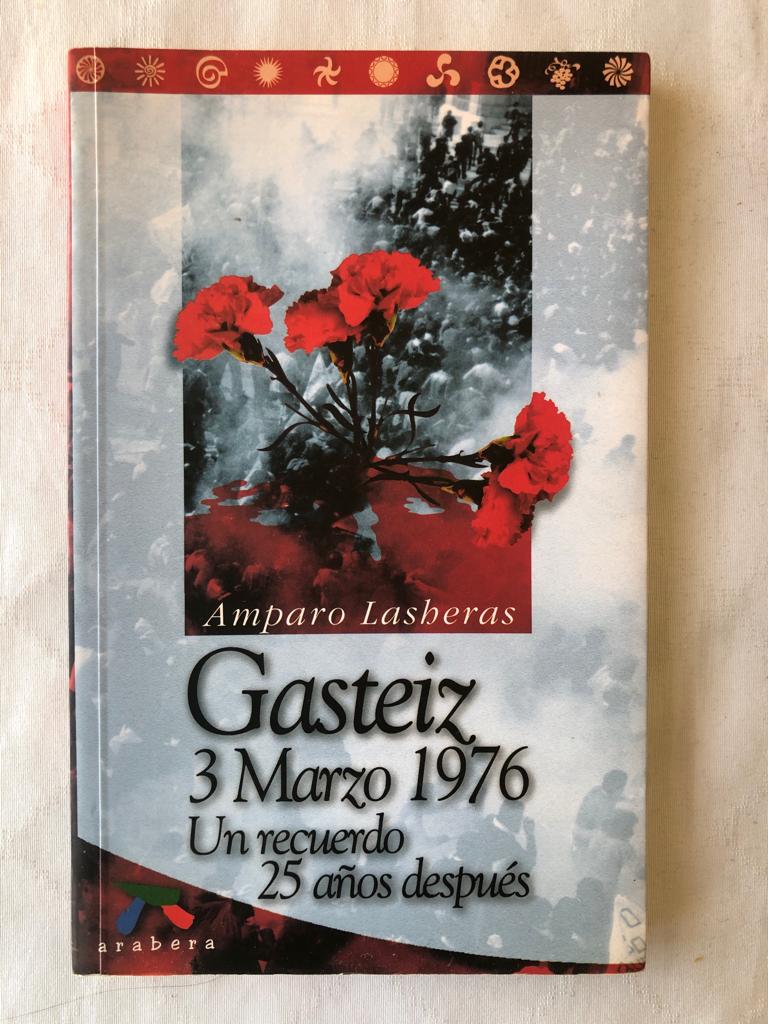 Amparo Lasheras
Gasteiz
3 Marzo 1976
Un recuerdo
25 años después
arabera